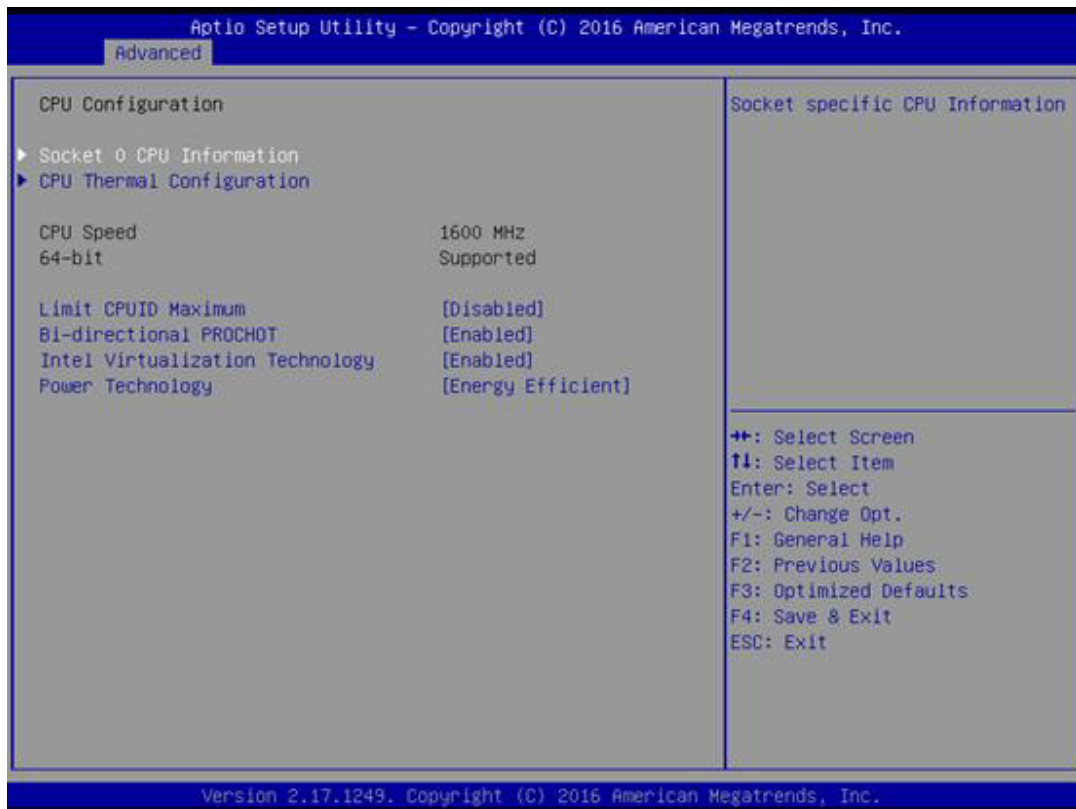 Aptio Setup Utility – Copyright (C) 2016 American Megatrends, Inc.
Advanced
CPU Configuration
Socket 0 CPU Information
CPU Thermal Configuration
CPU Speed 1600 MHz
64-bit Supported
Limit CPUID Maximum [Disabled]
Bi-directional PROCHOT [Enabled]
Intel Virtualization Technology [Enabled]
Power Technology [Energy Efficient]
Socket specific CPU Information
→←: Select Screen
↑↓: Select Item
Enter: Select
+/-: Change Opt.
F1: General Help
F2: Previous Values
F3: Optimized Defaults
F4: Save & Exit
ESC: Exit
Version 2.17.1249. Copyright (C) 2016 American Megatrends, Inc.